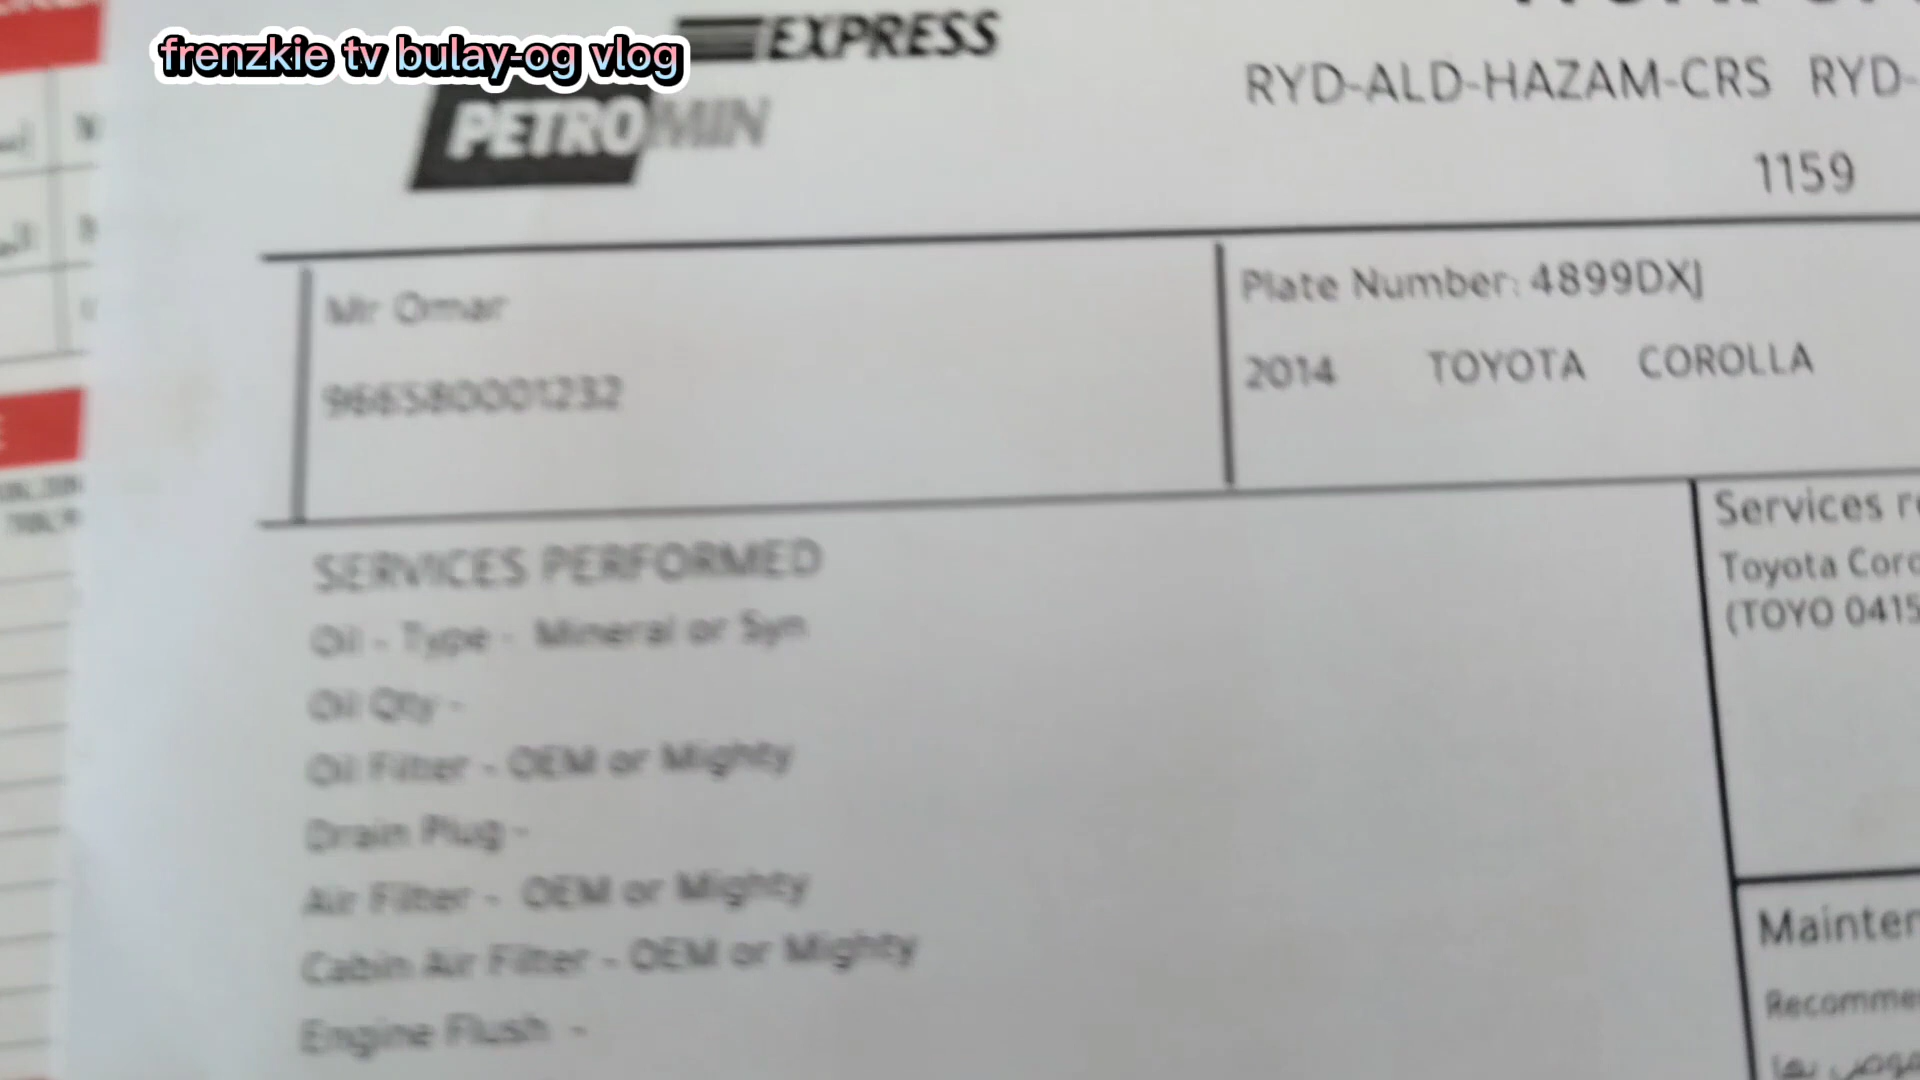 frenzkie tv bulay-og vlog
EXPRESS
PETROMIN
RYD-ALD-HAZAM-CRS RYD-
1159
Mr Omar
966580001232
Plate Number: 4899DXJ
2014 TOYOTA COROLLA
SERVICES PERFORMED
Oil - Type - Mineral or Syn
Oil Qty -
Oil Filter - OEM or Mighty
Drain Plug -
Air Filter - OEM or Mighty
Cabin Air Filter - OEM or Mighty
Engine Flush -
Services
Toyota
(TOYO 0415